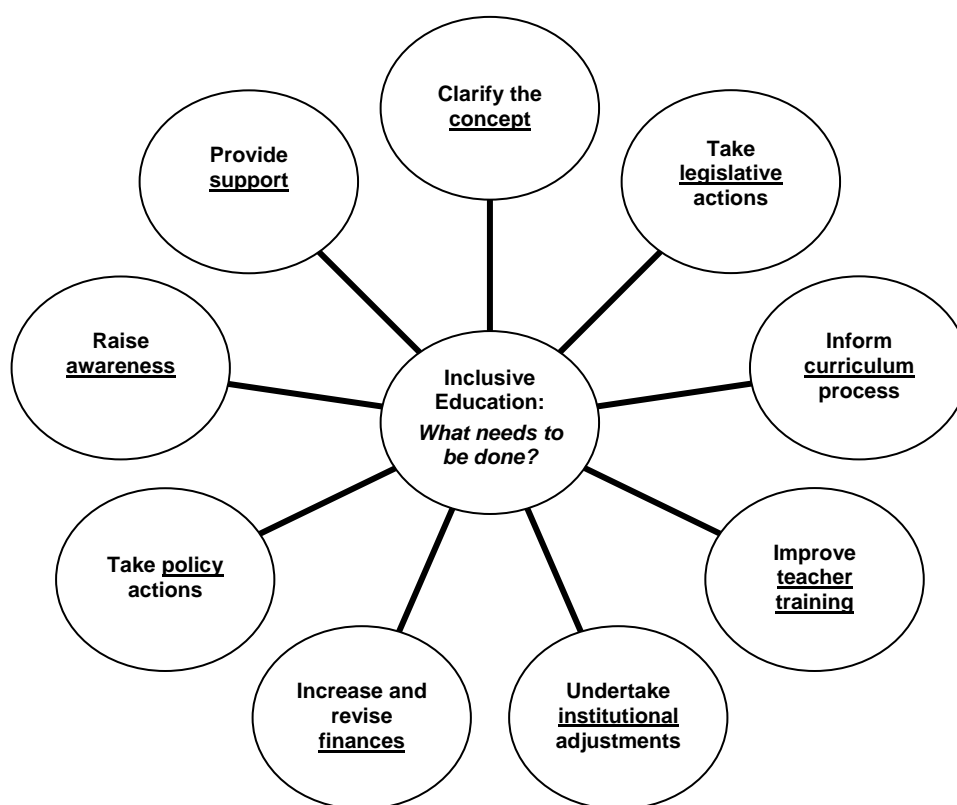 Clarify the
concept
Take
legislative
actions
Inform
curriculum
process
Improve
teacher
training
Undertake
institutional
adjustments
Increase and
revise
finances
Take policy
actions
Raise
awareness
Provide
support
Inclusive
Education:
What needs to
be done?